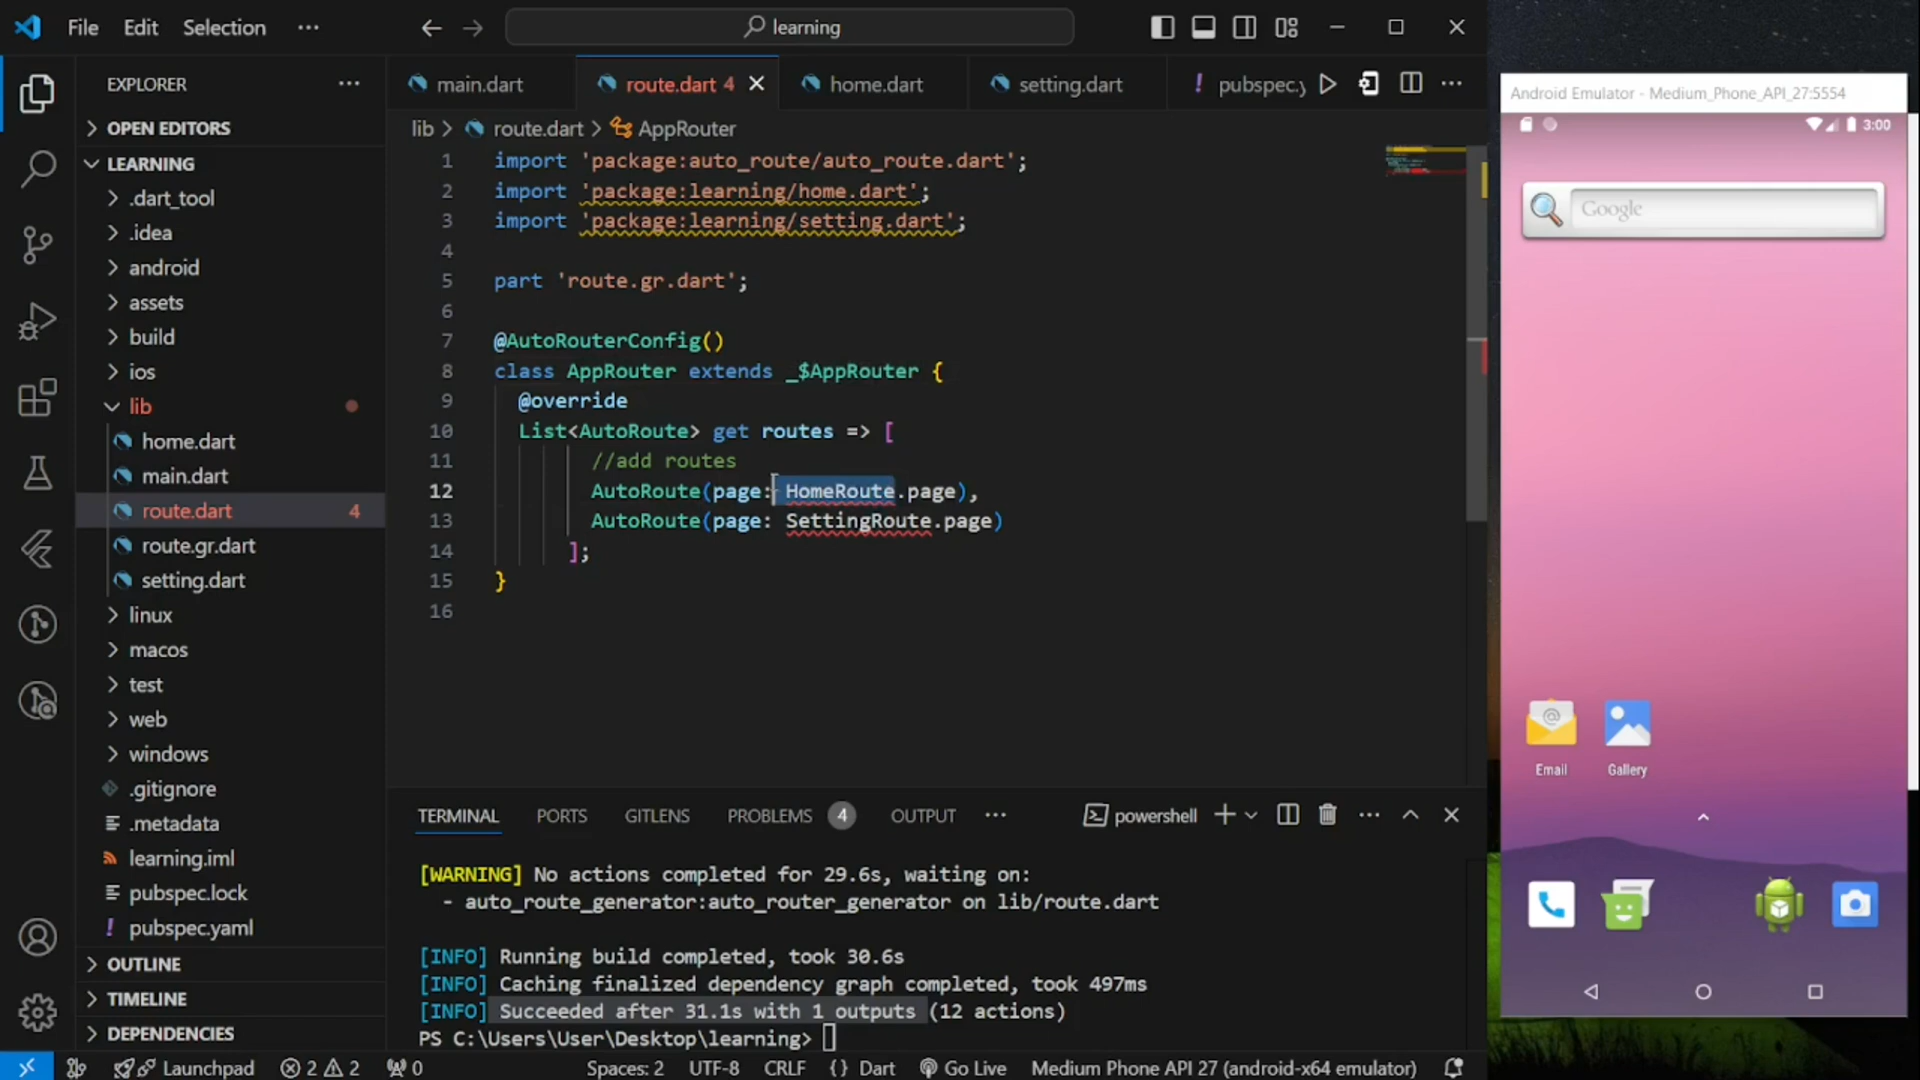 File Edit Selection ···
learning
EXPLORER ···
OPEN EDITORS
LEARNING
.dart_tool
.idea
android
assets
build
ios
lib
home.dart
main.dart
route.dart 4
route.gr.dart
setting.dart
linux
macos
test
web
windows
.gitignore
.metadata
learning.iml
pubspec.lock
! pubspec.yaml
OUTLINE
TIMELINE
DEPENDENCIES
main.dart route.dart 4 home.dart setting.dart ! pubspec.y
lib > route.dart > AppRouter
1 import 'package:auto_route/auto_route.dart';
2 import 'package:learning/home.dart';
3 import 'package:learning/setting.dart';
4
5 part 'route.gr.dart';
6
7 @AutoRouterConfig()
8 class AppRouter extends _$AppRouter {
9 @override
10 List<AutoRoute> get routes => [
11 //add routes
12 AutoRoute(page: HomeRoute.page),
13 AutoRoute(page: SettingRoute.page)
14 ];
15 }
16
TERMINAL PORTS GITLENS PROBLEMS 4 OUTPUT ··· powershell
[WARNING] No actions completed for 29.6s, waiting on:
- auto_route_generator:auto_router_generator on lib/route.dart
[INFO] Running build completed, took 30.6s
[INFO] Caching finalized dependency graph completed, took 497ms
[INFO] Succeeded after 31.1s with 1 outputs (12 actions)
PS C:\Users\User\Desktop\learning>
Launchpad 2 2 0 Spaces: 2 UTF-8 CRLF {} Dart Go Live Medium Phone API 27 (android-x64 emulator)
Android Emulator - Medium_Phone_API_27:5554
3:00
Google
Email Gallery